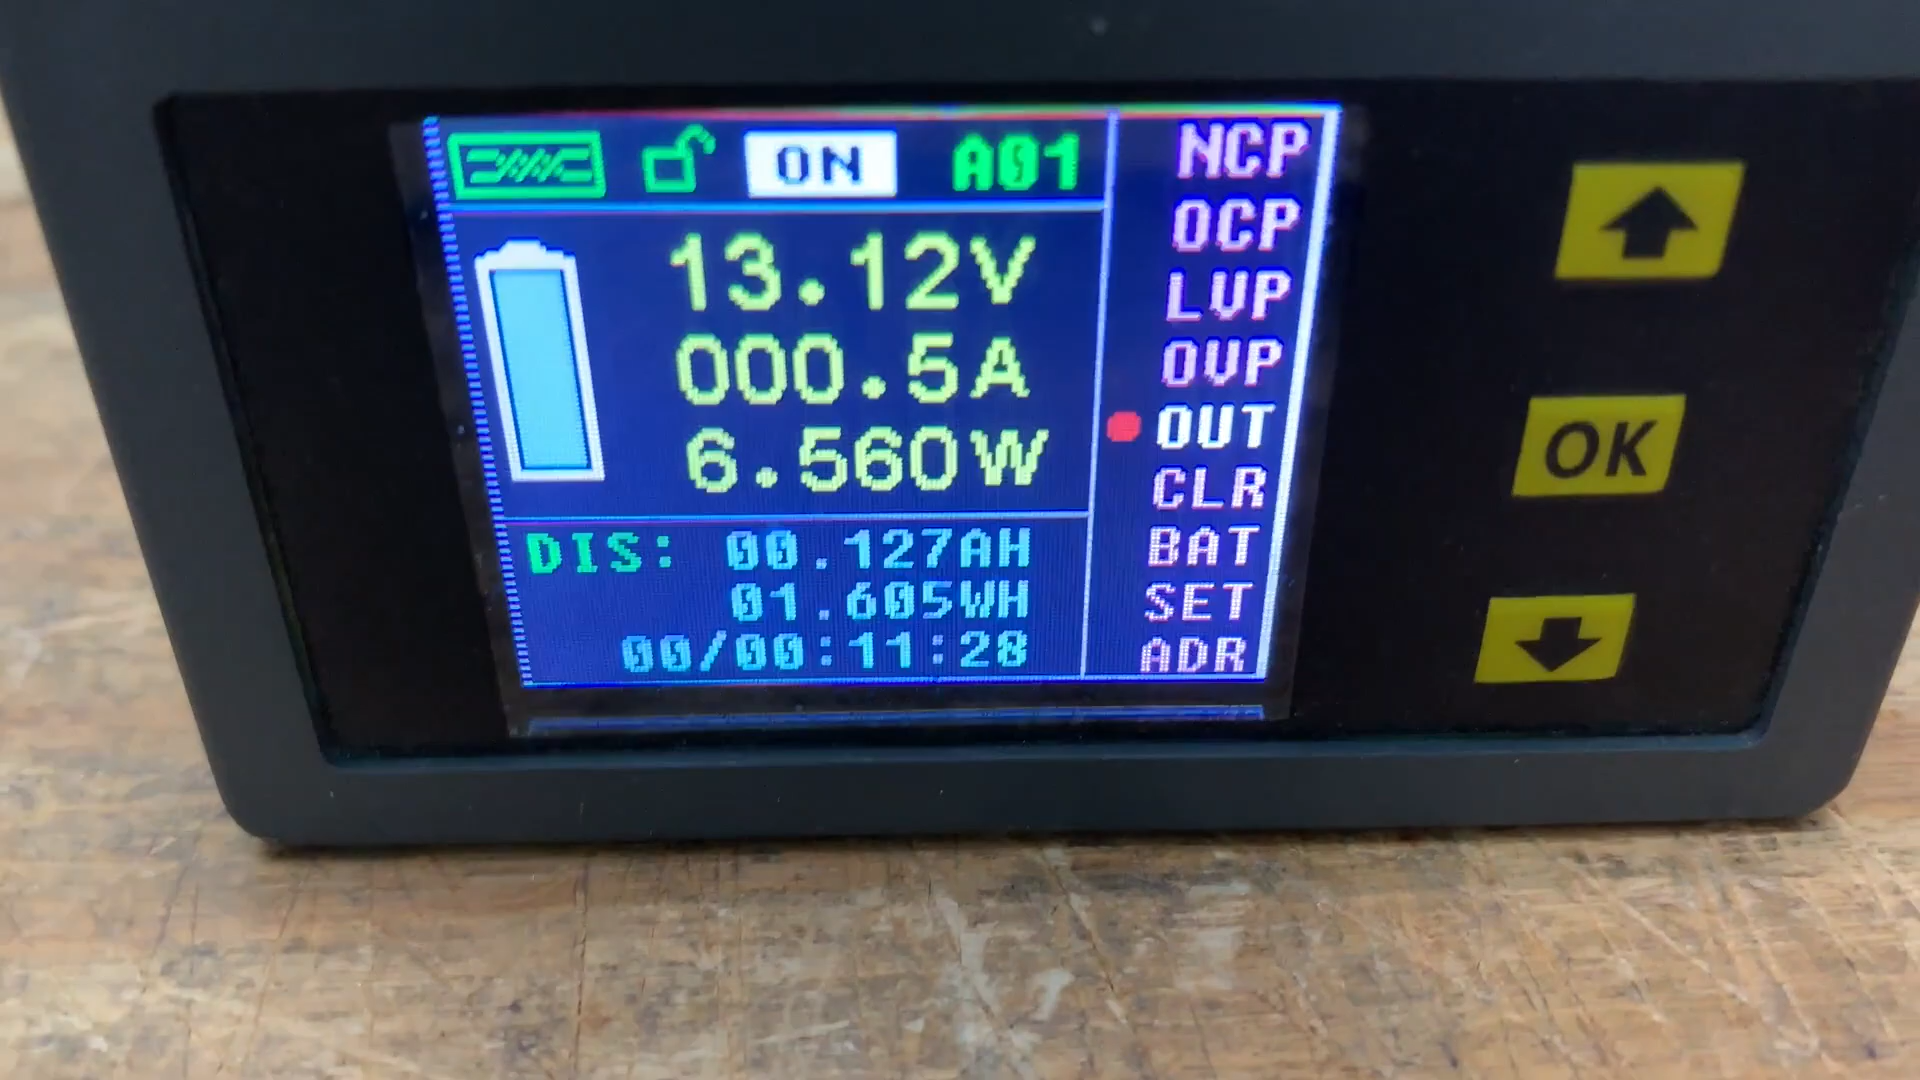 ON A01
13.12V
000.5A
6.560W
DIS: 00.127AH
01.605WH
00/00:11:28
NCP
OCP
LVP
OVP
OUT
CLR
BAT
SET
ADR
OK